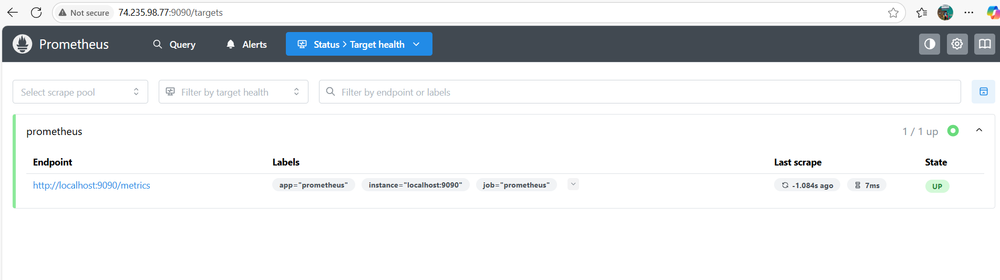 Not secure 74.235.98.77:9090/targets
Prometheus Query Alerts Status > Target health
Select scrape pool Filter by target health Filter by endpoint or labels
prometheus 1 / 1 up
Endpoint Labels Last scrape State
http://localhost:9090/metrics app="prometheus" instance="localhost:9090" job="prometheus" -1.084s ago 7ms UP